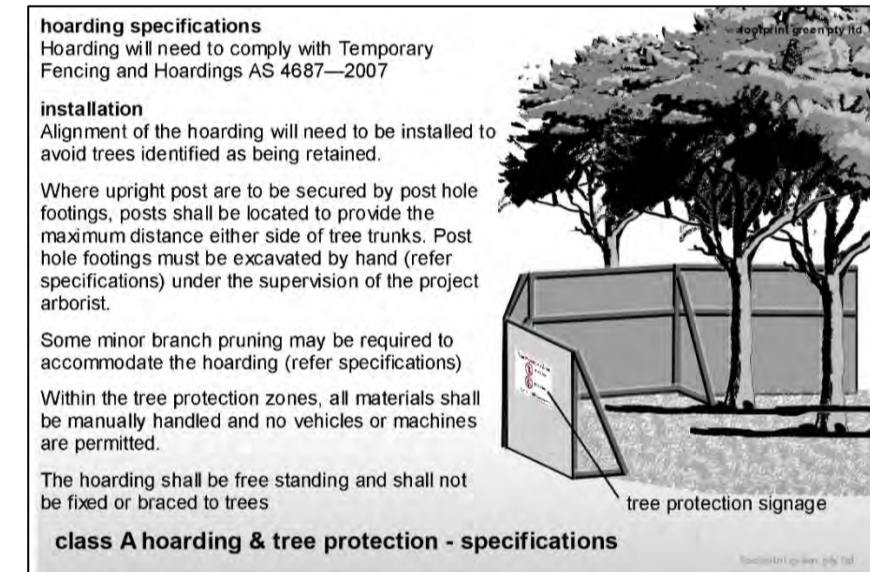 hoarding specifications
Hoarding will need to comply with Temporary
Fencing and Hoardings AS 4687—2007
installation
Alignment of the hoarding will need to be installed to
avoid trees identified as being retained.
Where upright post are to be secured by post hole
footings, posts shall be located to provide the
maximum distance either side of tree trunks. Post
hole footings must be excavated by hand (refer
specifications) under the supervision of the project
arborist.
Some minor branch pruning may be required to
accommodate the hoarding (refer specifications)
Within the tree protection zones, all materials shall
be manually handled and no vehicles or machines
are permitted.
The hoarding shall be free standing and shall not
be fixed or braced to trees
footprint green pty ltd
tree protection signage
class A hoarding & tree protection - specifications
footprint green pty ltd